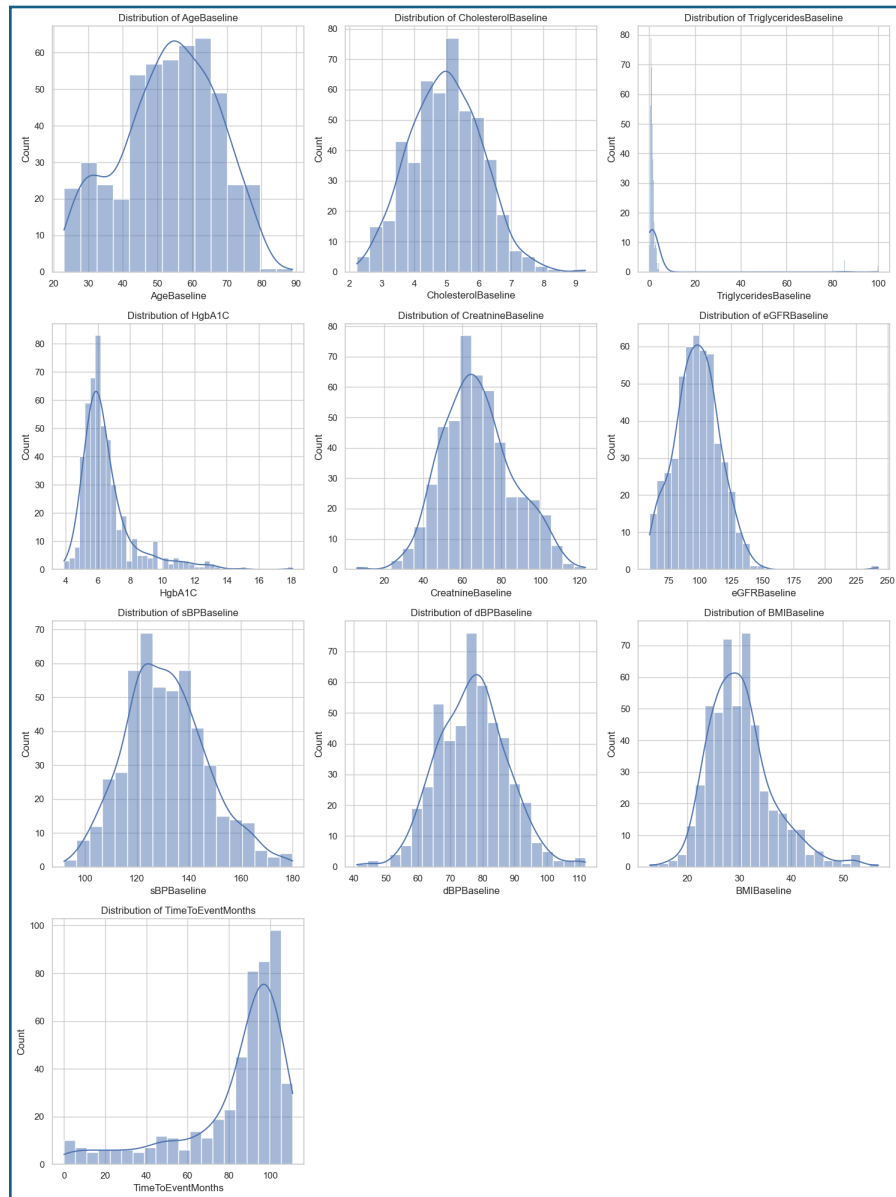 Distribution of AgeBaseline
Count
60
50
40
30
20
10
0
20 30 40 50 60 70 80 90
AgeBaseline
Distribution of CholesterolBaseline
Count
80
70
60
50
40
30
20
10
0
2 3 4 5 6 7 8 9
CholesterolBaseline
Distribution of TriglyceridesBaseline
Count
80
70
60
50
40
30
20
10
0
0 20 40 60 80 100
TriglyceridesBaseline
Distribution of HgbA1C
Count
80
70
60
50
40
30
20
10
0
4 6 8 10 12 14 16 18
HgbA1C
Distribution of CreatnineBaseline
Count
80
70
60
50
40
30
20
10
0
20 40 60 80 100 120
CreatnineBaseline
Distribution of eGFRBaseline
Count
60
50
40
30
20
10
0
75 100 125 150 175 200 225 250
eGFRBaseline
Distribution of sBPBaseline
Count
70
60
50
40
30
20
10
0
100 120 140 160 180
sBPBaseline
Distribution of dBPBaseline
Count
70
60
50
40
30
20
10
0
40 50 60 70 80 90 100 110
dBPBaseline
Distribution of BMIBaseline
Count
70
60
50
40
30
20
10
0
20 30 40 50
BMIBaseline
Distribution of TimeToEventMonths
Count
100
80
60
40
20
0
0 20 40 60 80 100
TimeToEventMonths